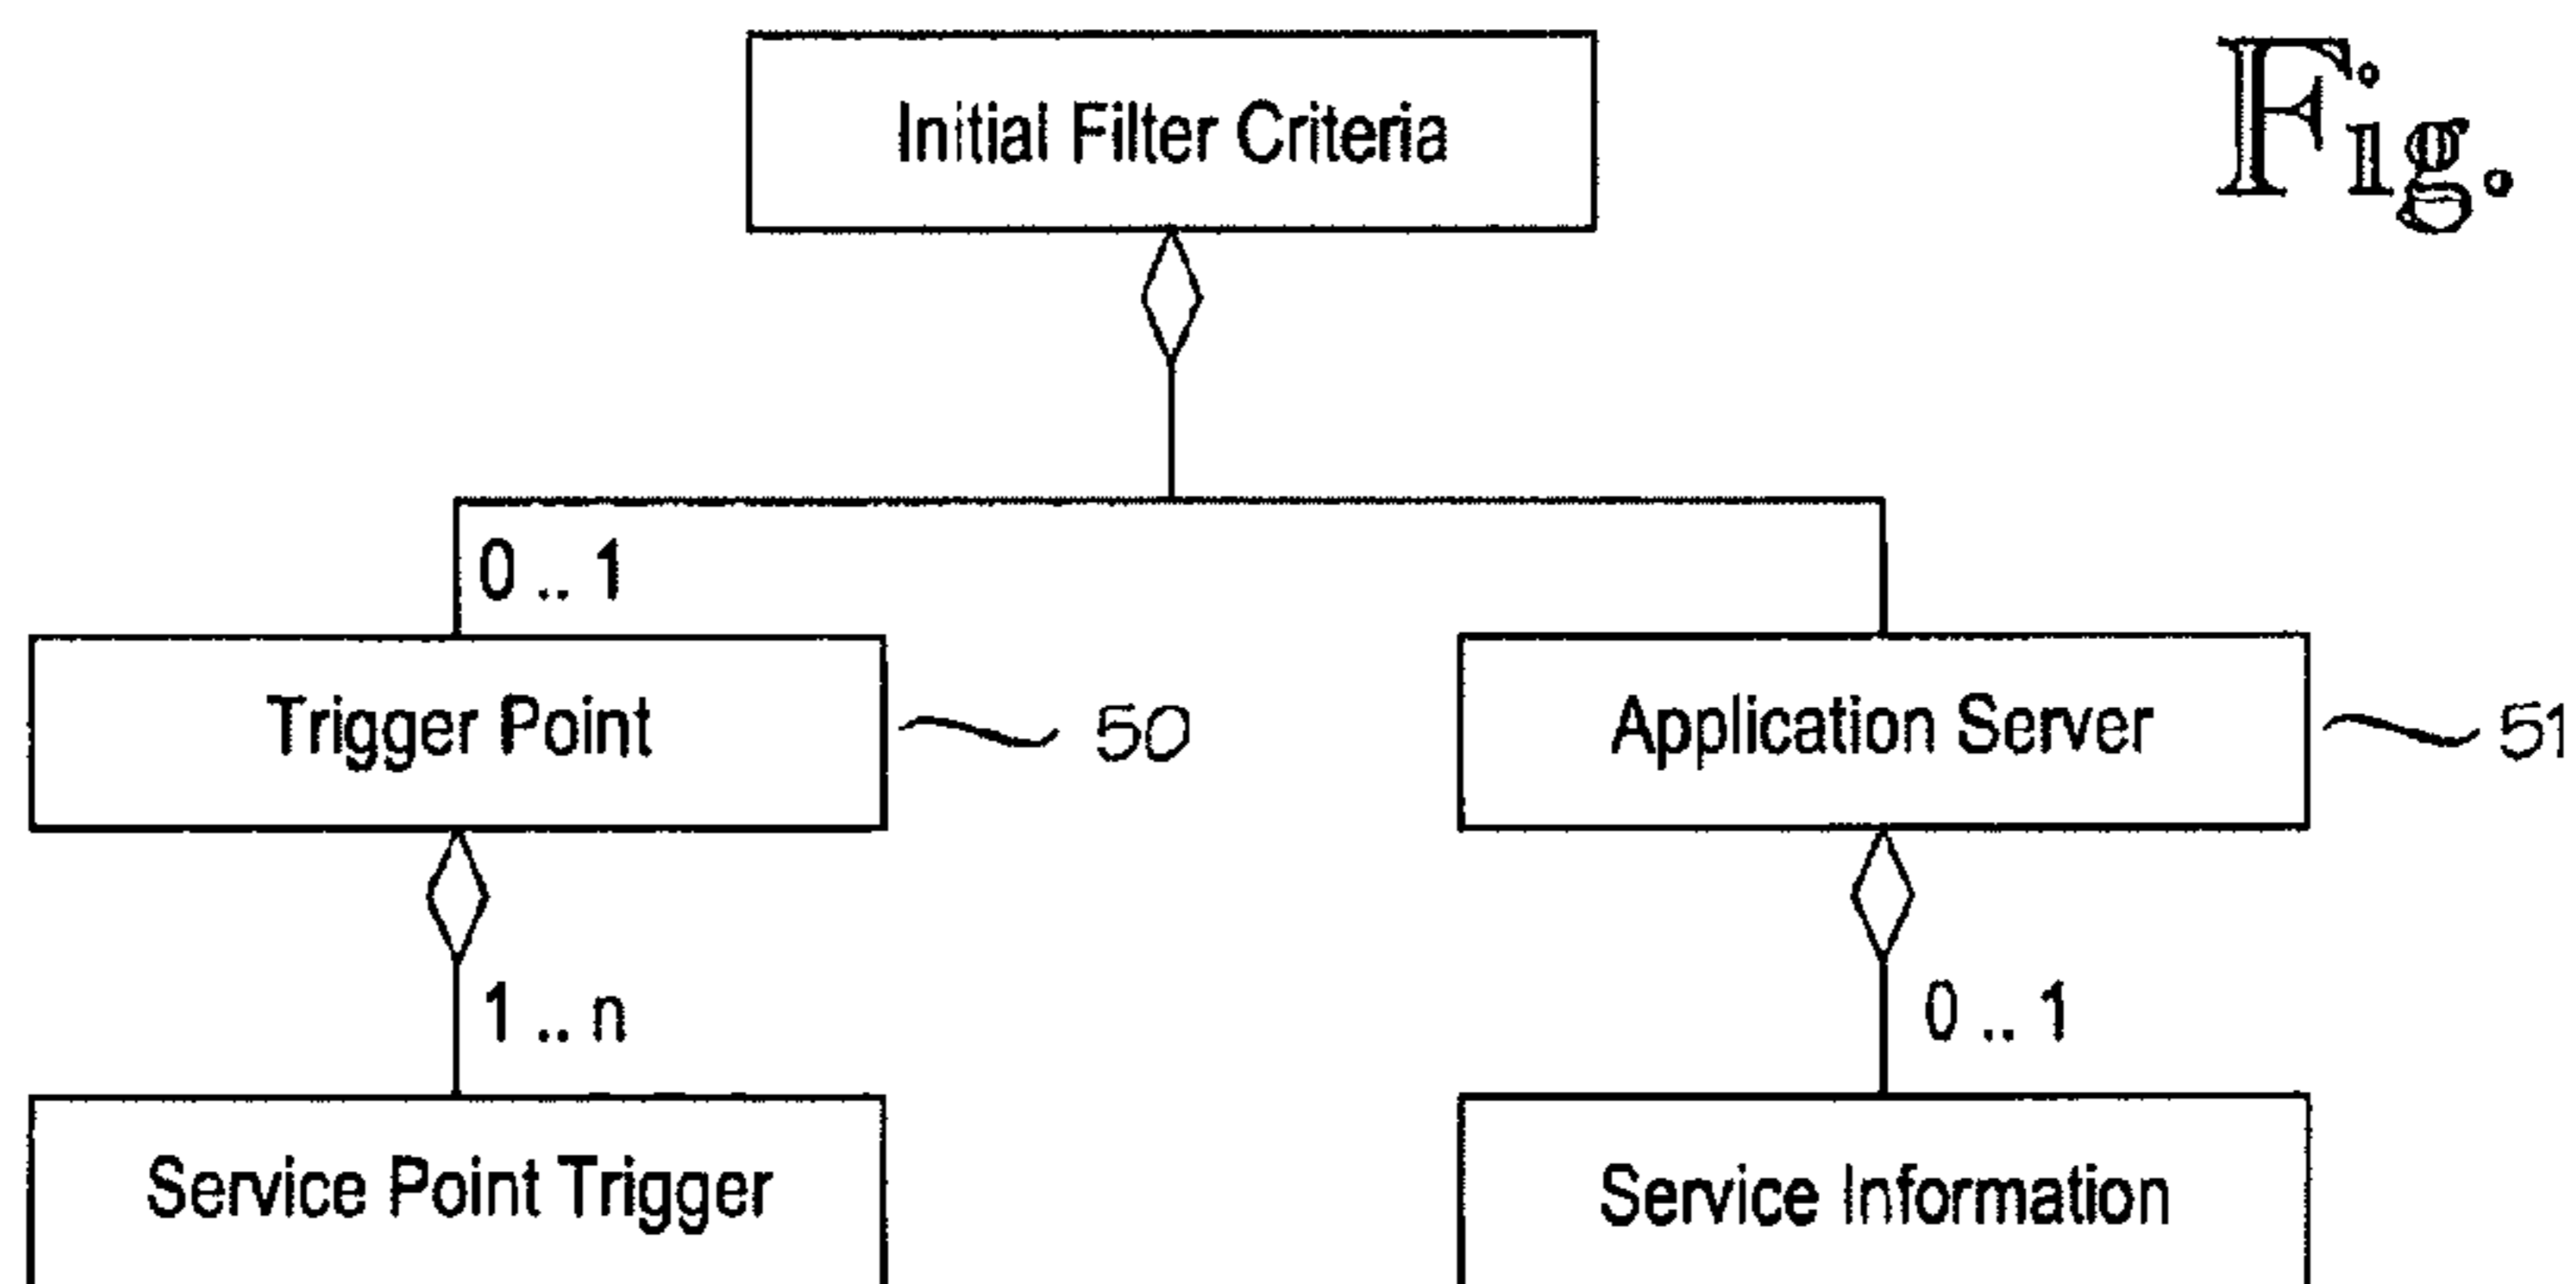 Initial Filter Criteria
Fig.
0 .. 1
Trigger Point
50
Application Server
51
1 .. n
0 .. 1
Service Point Trigger
Service Information